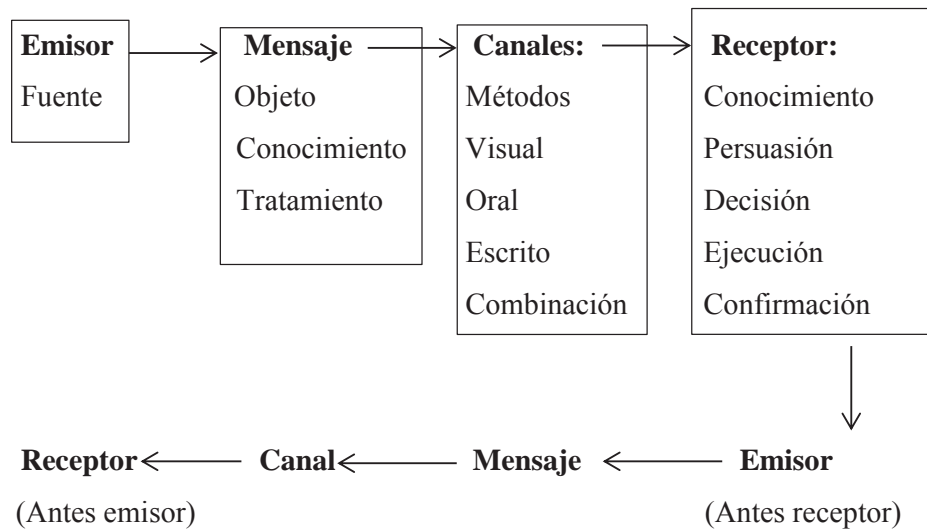 Emisor
Fuente
Mensaje
Objeto
Conocimiento
Tratamiento
Canales:
Métodos
Visual
Oral
Escrito
Combinación
Receptor:
Conocimiento
Persuasión
Decisión
Ejecución
Confirmación
Receptor
(Antes emisor)
Canal
Mensaje
Emisor
(Antes receptor)